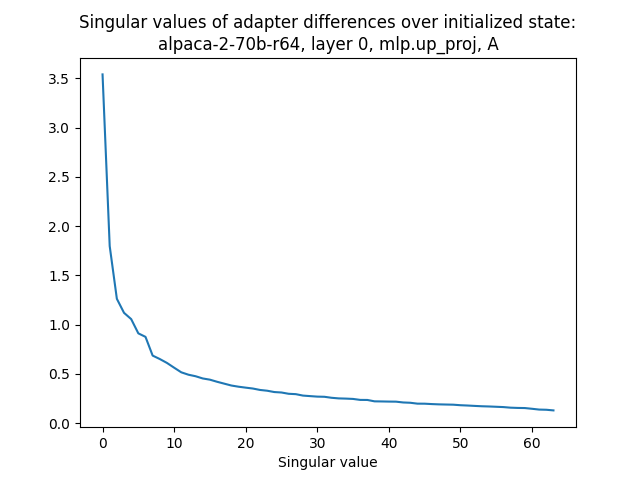 Singular values of adapter differences over initialized state:
alpaca-2-70b-r64, layer 0, mlp.up_proj, A
3.5
3.0
2.5
2.0
1.5
1.0
0.5
0.0
0 10 20 30 40 50 60
Singular value